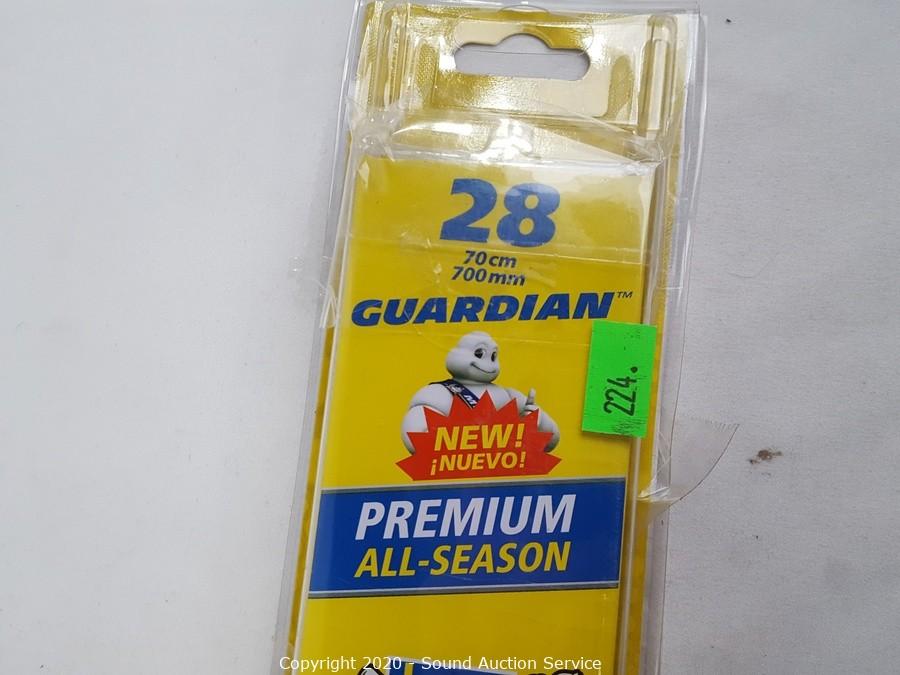 28
70cm
700mm
GUARDIAN™
224.
NEW!
¡NUEVO!
PREMIUM
ALL-SEASON
Copyright 2020 - Sound Auction Service